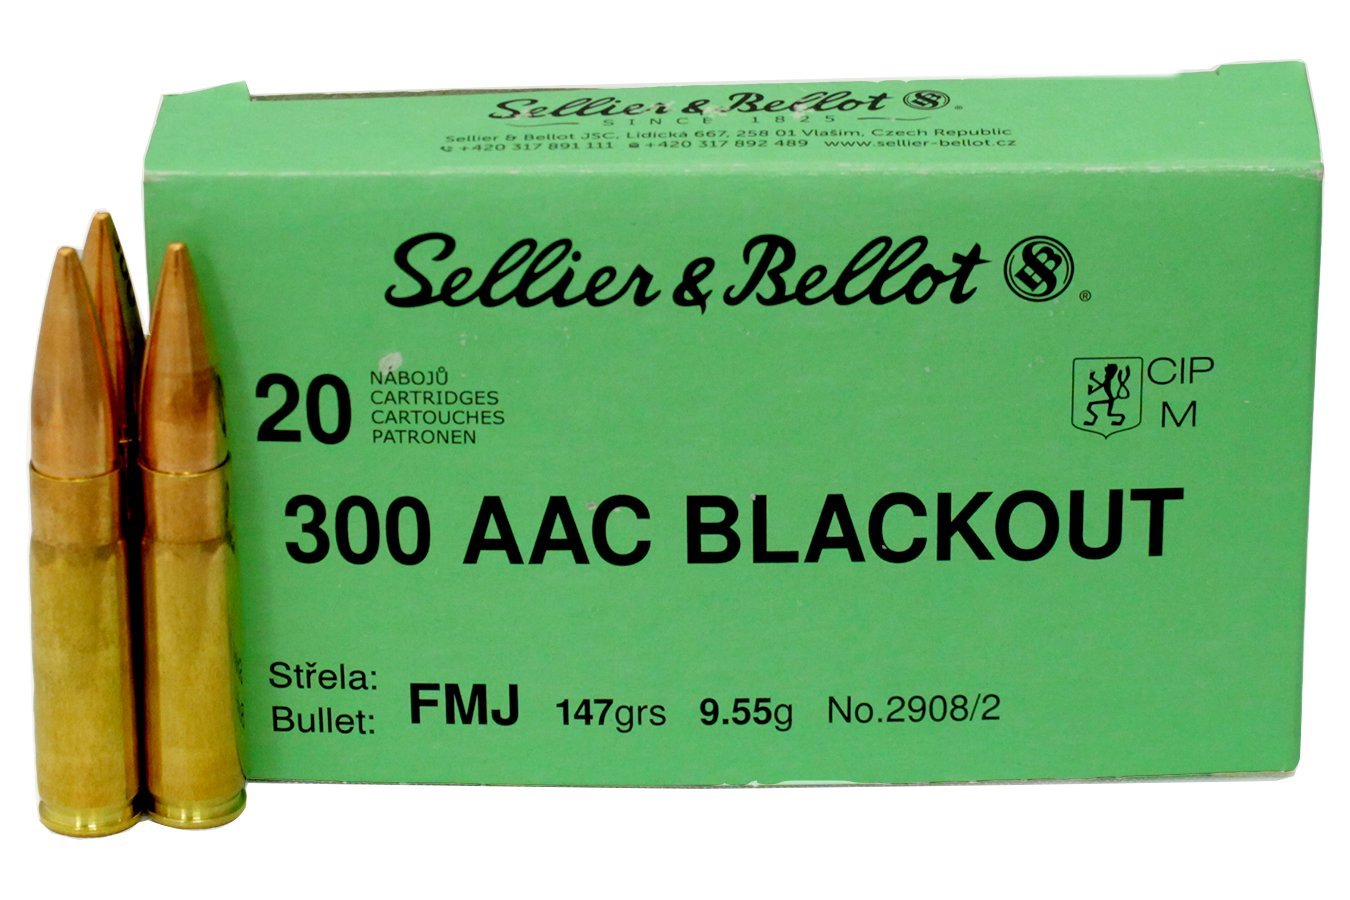 Sellier & Bellot SB ®
SINCE 1825
Sellier & Bellot JSC, Lidická 667, 258 01 Vlašim, Czech Republic
+420 317 891 111 +420 317 892 489 www.sellier-bellot.cz
Sellier & Bellot SB ®
20 NÁBOJŮ
CARTRIDGES
CARTOUCHES
PATRONEN
CIP
M
300 AAC BLACKOUT
Střela:
Bullet: FMJ 147grs 9.55g No.2908/2